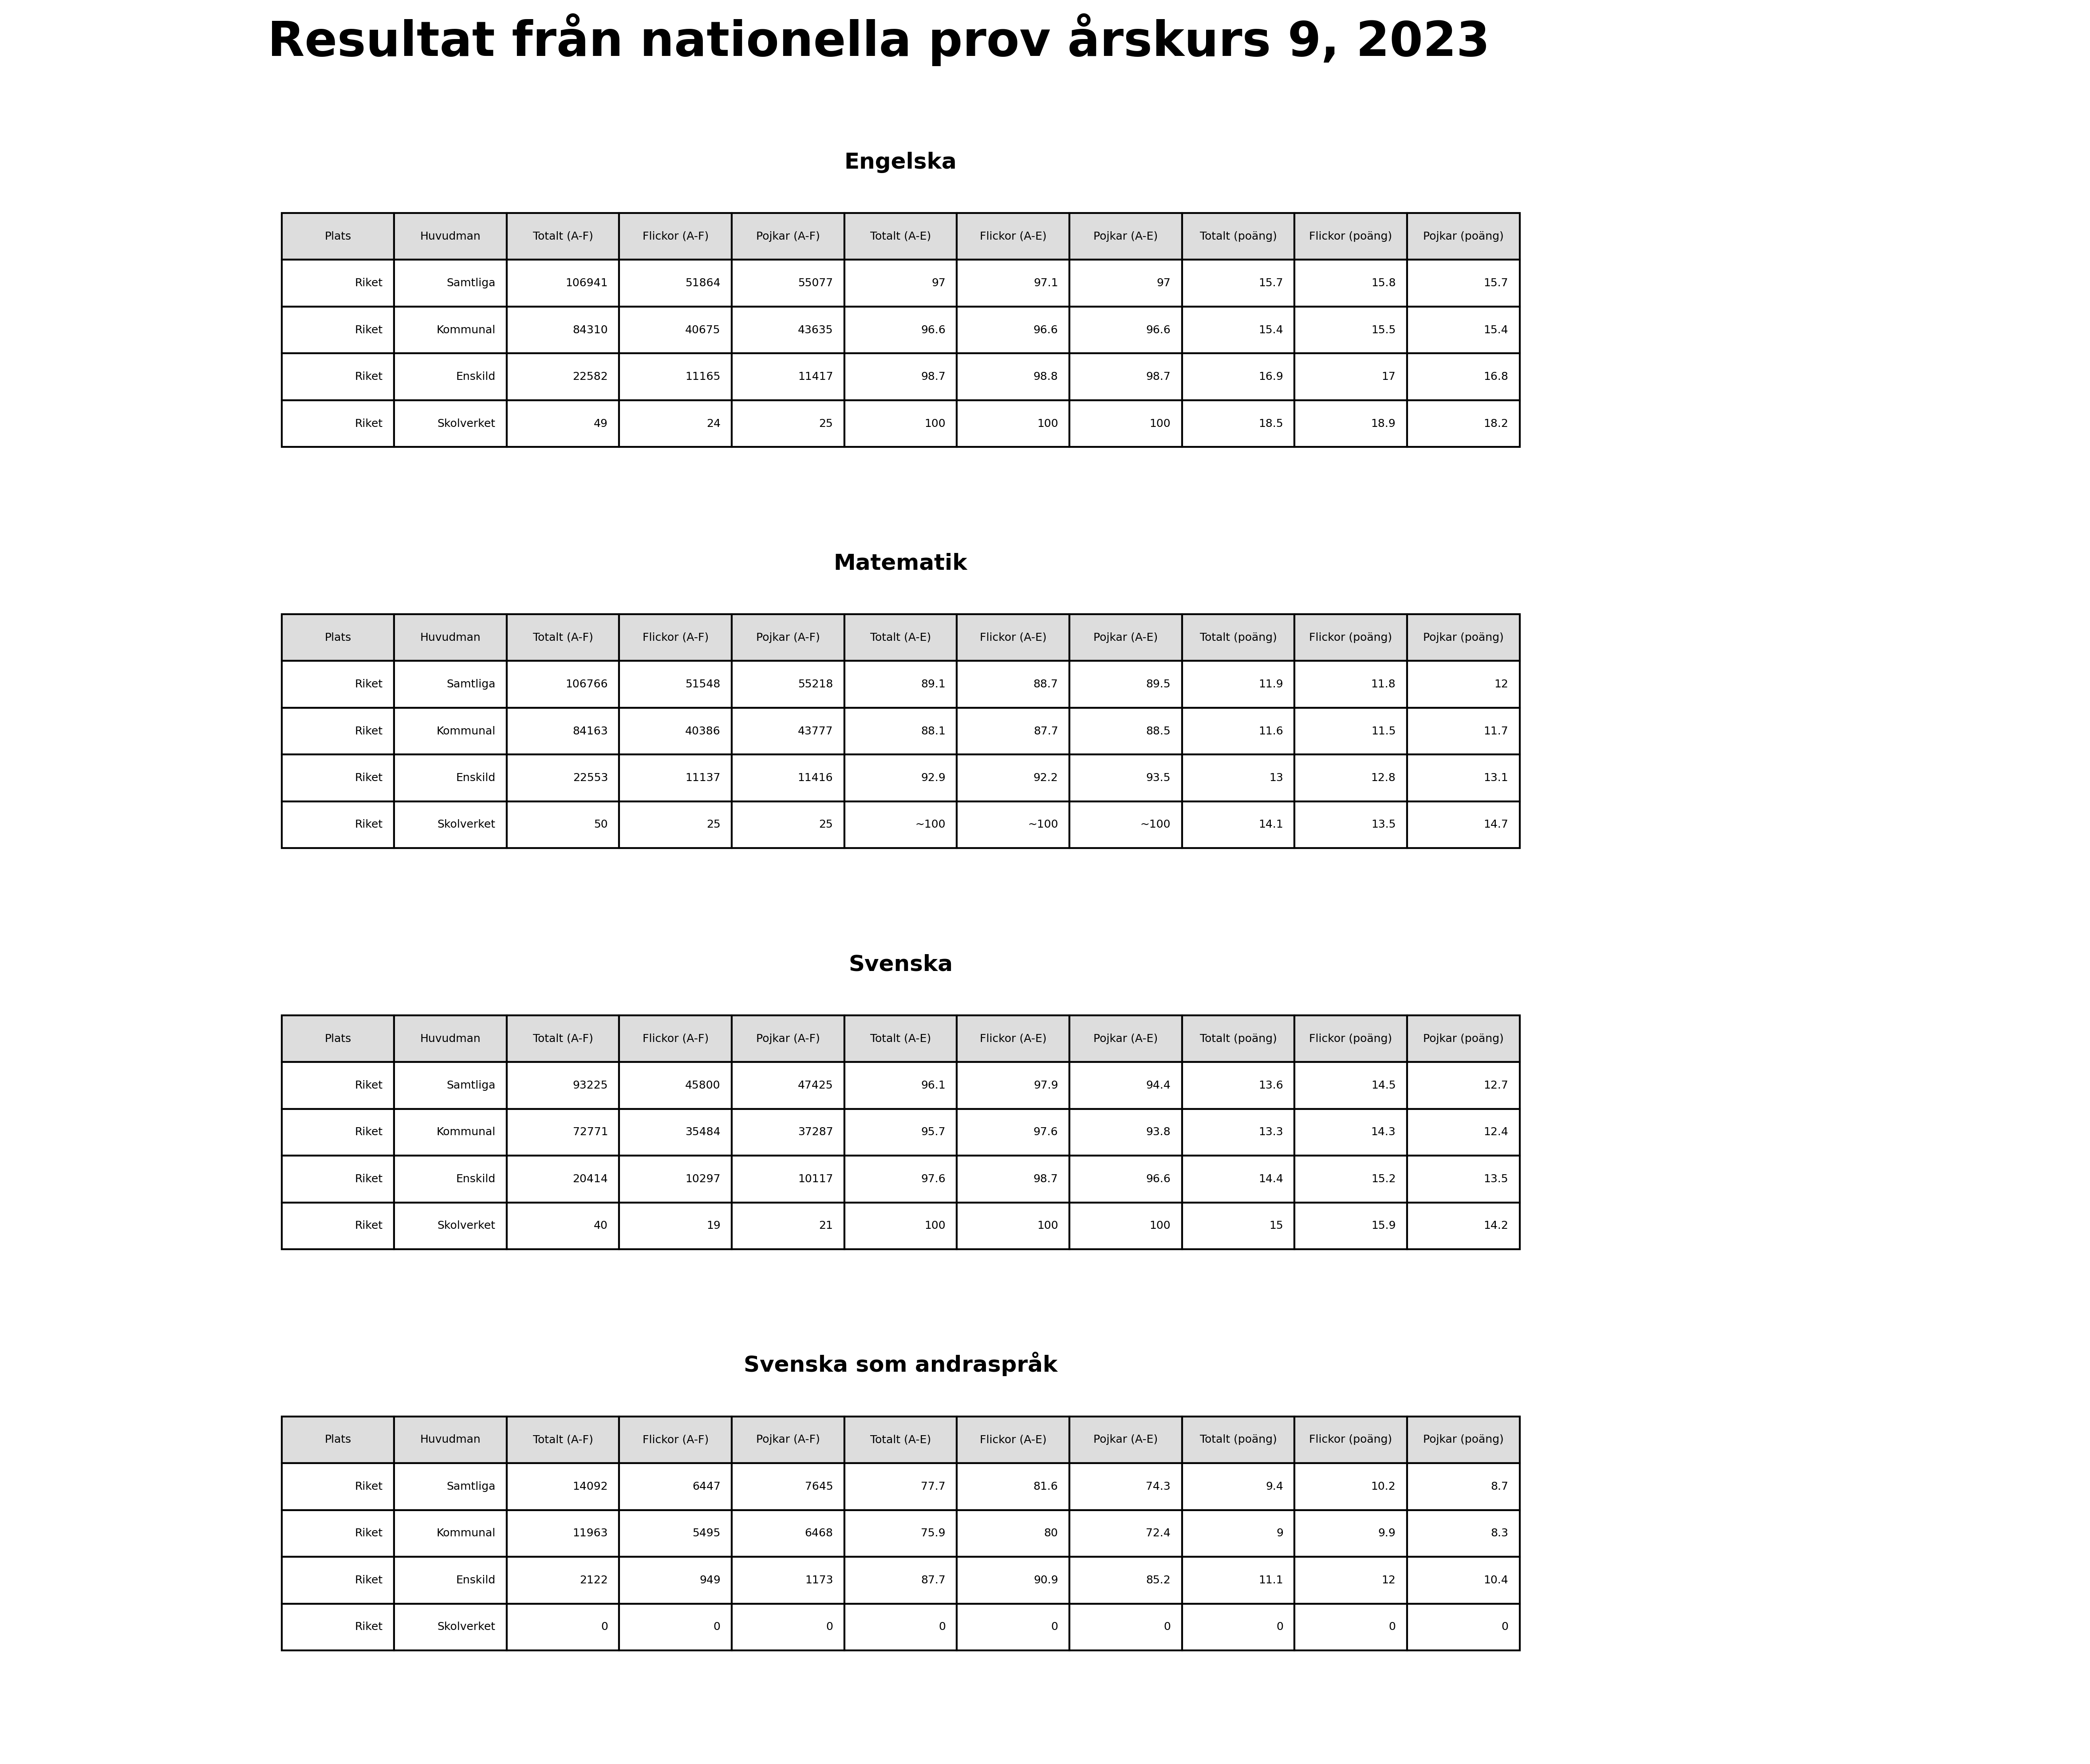 Resultat från nationella prov årskurs 9, 2023
Engelska
Plats Huvudman Totalt (A-F) Flickor (A-F) Pojkar (A-F) Totalt (A-E) Flickor (A-E) Pojkar (A-E) Totalt (poäng) Flickor (poäng) Pojkar (poäng)
Riket Samtliga 106941 51864 55077 97 97.1 97 15.7 15.8 15.7
Riket Kommunal 84310 40675 43635 96.6 96.6 96.6 15.4 15.5 15.4
Riket Enskild 22582 11165 11417 98.7 98.8 98.7 16.9 17 16.8
Riket Skolverket 49 24 25 100 100 100 18.5 18.9 18.2
Matematik
Plats Huvudman Totalt (A-F) Flickor (A-F) Pojkar (A-F) Totalt (A-E) Flickor (A-E) Pojkar (A-E) Totalt (poäng) Flickor (poäng) Pojkar (poäng)
Riket Samtliga 106766 51548 55218 89.1 88.7 89.5 11.9 11.8 12
Riket Kommunal 84163 40386 43777 88.1 87.7 88.5 11.6 11.5 11.7
Riket Enskild 22553 11137 11416 92.9 92.2 93.5 13 12.8 13.1
Riket Skolverket 50 25 25 ~100 ~100 ~100 14.1 13.5 14.7
Svenska
Plats Huvudman Totalt (A-F) Flickor (A-F) Pojkar (A-F) Totalt (A-E) Flickor (A-E) Pojkar (A-E) Totalt (poäng) Flickor (poäng) Pojkar (poäng)
Riket Samtliga 93225 45800 47425 96.1 97.9 94.4 13.6 14.5 12.7
Riket Kommunal 72771 35484 37287 95.7 97.6 93.8 13.3 14.3 12.4
Riket Enskild 20414 10297 10117 97.6 98.7 96.6 14.4 15.2 13.5
Riket Skolverket 40 19 21 100 100 100 15 15.9 14.2
Svenska som andraspråk
Plats Huvudman Totalt (A-F) Flickor (A-F) Pojkar (A-F) Totalt (A-E) Flickor (A-E) Pojkar (A-E) Totalt (poäng) Flickor (poäng) Pojkar (poäng)
Riket Samtliga 14092 6447 7645 77.7 81.6 74.3 9.4 10.2 8.7
Riket Kommunal 11963 5495 6468 75.9 80 72.4 9 9.9 8.3
Riket Enskild 2122 949 1173 87.7 90.9 85.2 11.1 12 10.4
Riket Skolverket 0 0 0 0 0 0 0 0 0